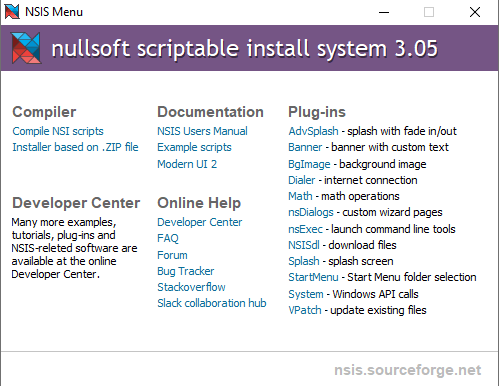 NSIS Menu
nullsoft scriptable install system 3.05
Compiler
Compile NSI scripts
Installer based on .ZIP file
Developer Center
Many more examples,
tutorials, plug-ins and
NSIS-releted software are
available at the online
Developer Center.
Documentation
NSIS Users Manual
Example scripts
Modern UI 2
Online Help
Developer Center
FAQ
Forum
Bug Tracker
Stackoverflow
Slack collaboration hub
Plug-ins
AdvSplash - splash with fade in/out
Banner - banner with custom text
BgImage - background image
Dialer - internet connection
Math - math operations
nsDialogs - custom wizard pages
nsExec - launch command line tools
NSISdl - download files
Splash - splash screen
StartMenu - Start Menu folder selection
System - Windows API calls
VPatch - update existing files
nsis.sourceforge.net